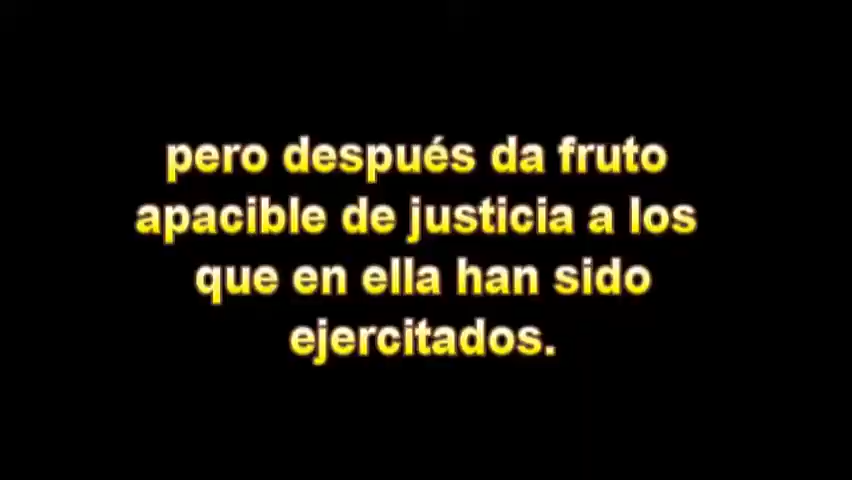 pero después da fruto
apacible de justicia a los
que en ella han sido
ejercitados.